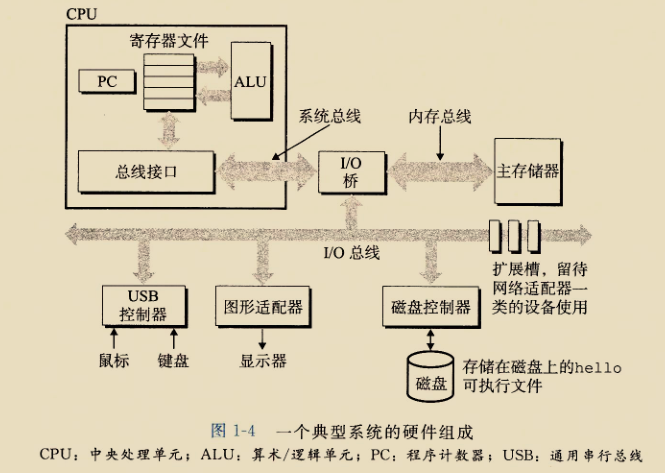 CPU
寄存器文件
PC
ALU
系统总线
内存总线
总线接口
I/O
桥
主存储器
I/O 总线
扩展槽，留待
网络适配器一
类的设备使用
USB
控制器
图形适配器
磁盘控制器
鼠标
键盘
显示器
磁盘
存储在磁盘上的hello
可执行文件
图 1-4 一个典型系统的硬件组成
CPU：中央处理单元；ALU：算术/逻辑单元；PC：程序计数器；USB：通用串行总线